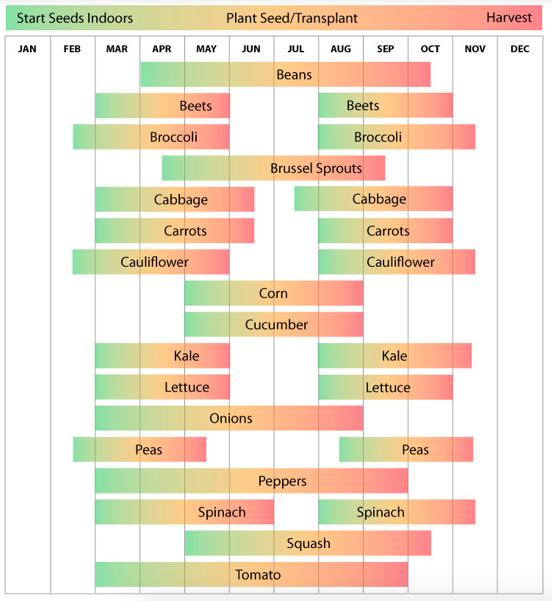 Start Seeds Indoors Plant Seed/Transplant Harvest
JAN FEB MAR APR MAY JUN JUL AUG SEP OCT NOV DEC
Beans
Beets Beets
Broccoli Broccoli
Brussel Sprouts
Cabbage Cabbage
Carrots Carrots
Cauliflower Cauliflower
Corn
Cucumber
Kale Kale
Lettuce Lettuce
Onions
Peas Peas
Peppers
Spinach Spinach
Squash
Tomato